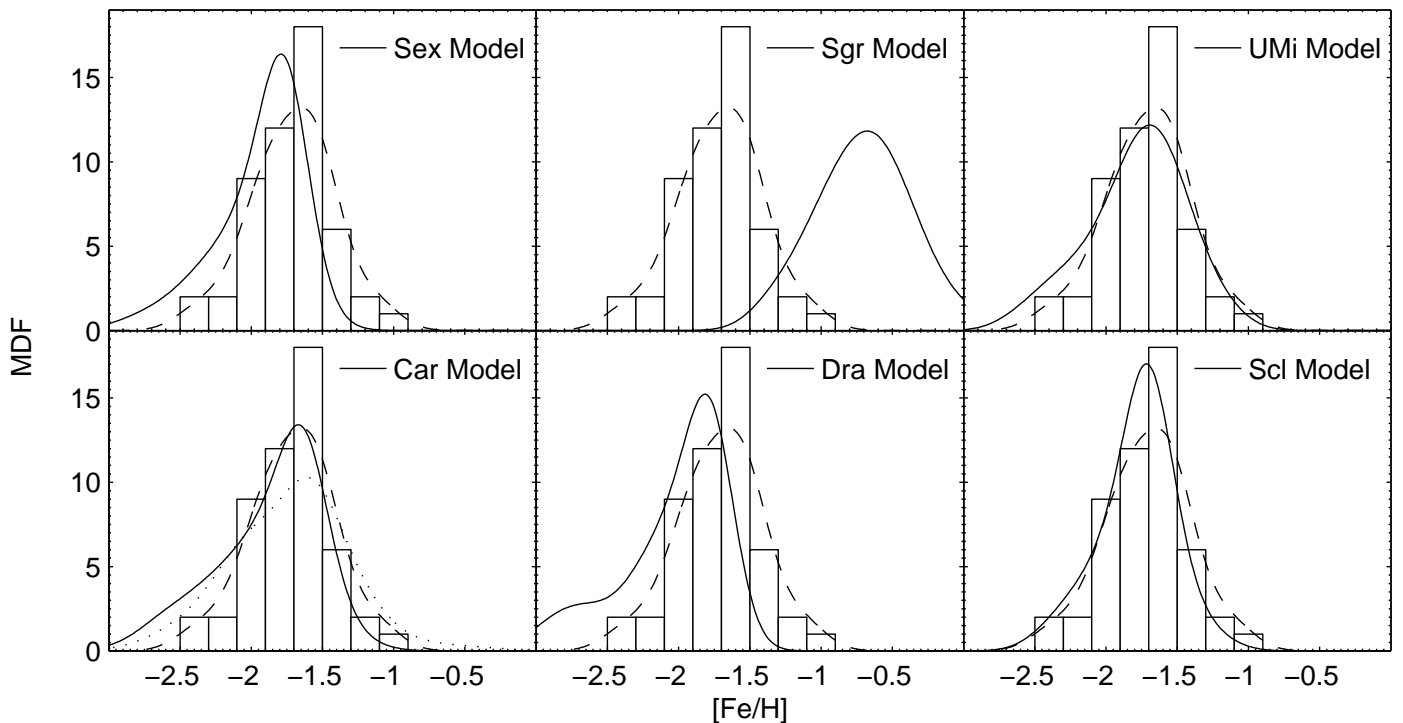 Sex Model
Sgr Model
UMi Model
15
10
5
0
MDF
Car Model
Dra Model
Scl Model
15
10
5
0
−2.5 −2 −1.5 −1 −0.5
−2.5 −2 −1.5 −1 −0.5
−2.5 −2 −1.5 −1 −0.5
[Fe/H]